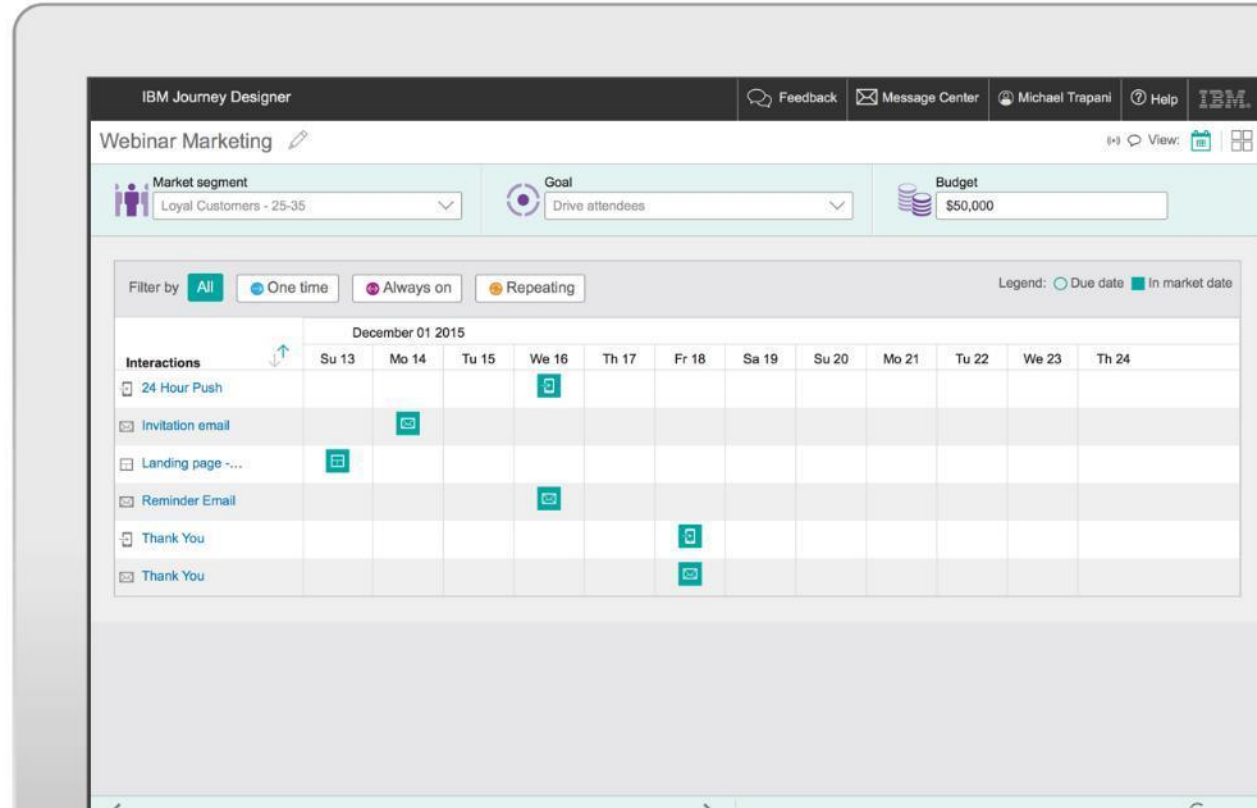 IBM Journey Designer
Feedback
Message Center
Michael Trapani
? Help
IBM.
Webinar Marketing
View:
Market segment
Loyal Customers - 25-35
Goal
Drive attendees
Budget
$50,000
Filter by All One time Always on Repeating
Legend: Due date In market date
December 01 2015
Interactions Su 13 Mo 14 Tu 15 We 16 Th 17 Fr 18 Sa 19 Su 20 Mo 21 Tu 22 We 23 Th 24
24 Hour Push
Invitation email
Landing page -...
Reminder Email
Thank You
Thank You